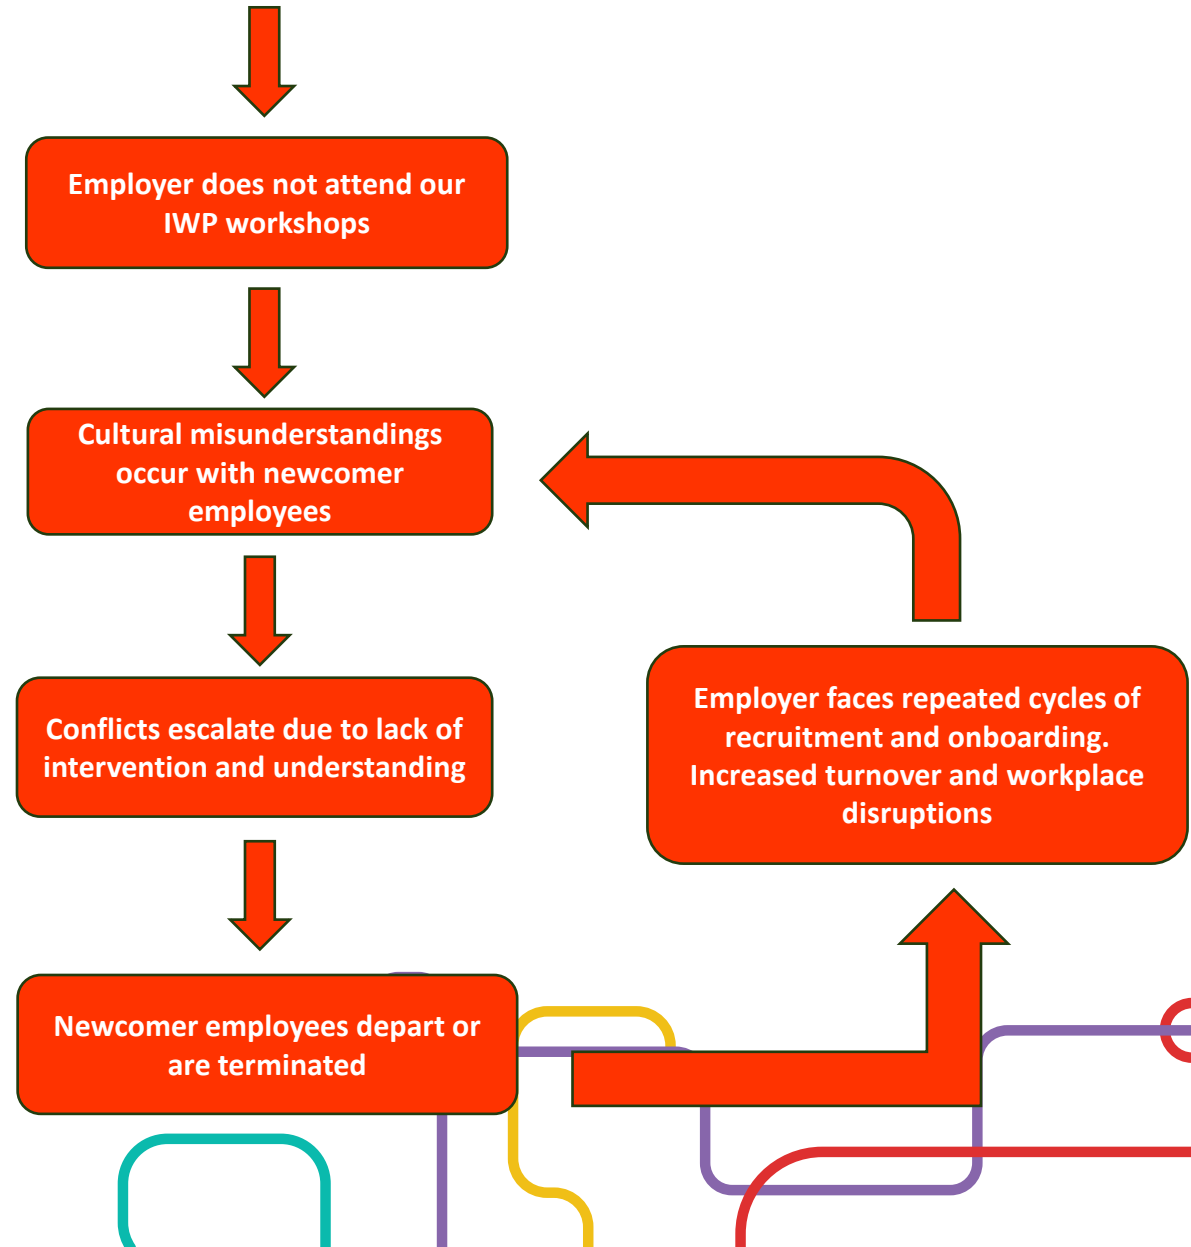 Employer does not attend our
IWP workshops
Cultural misunderstandings
occur with newcomer
employees
Conflicts escalate due to lack of
intervention and understanding
Newcomer employees depart or
are terminated
Employer faces repeated cycles of
recruitment and onboarding.
Increased turnover and workplace
disruptions